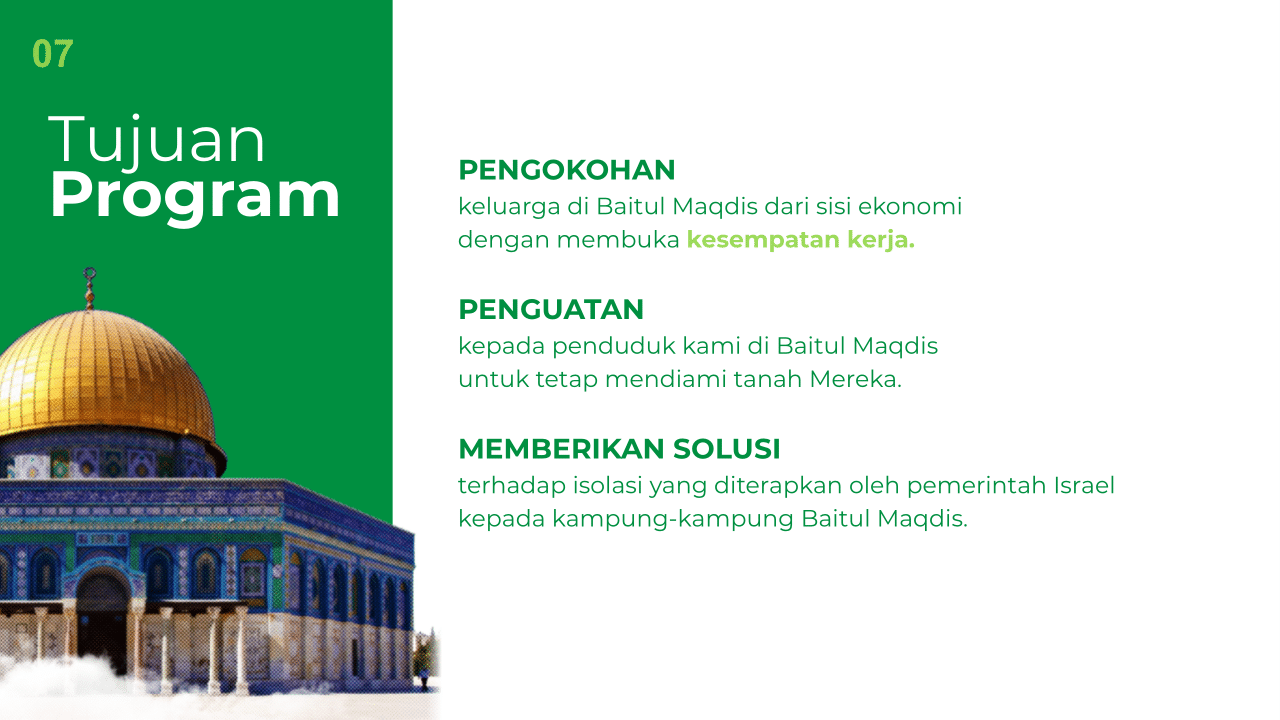 07
Tujuan
Program
PENGOKOHAN
keluarga di Baitul Maqdis dari sisi ekonomi
dengan membuka kesempatan kerja.
PENGUATAN
kepada penduduk kami di Baitul Maqdis
untuk tetap mendiami tanah Mereka.
MEMBERIKAN SOLUSI
terhadap isolasi yang diterapkan oleh pemerintah Israel
kepada kampung-kampung Baitul Maqdis.